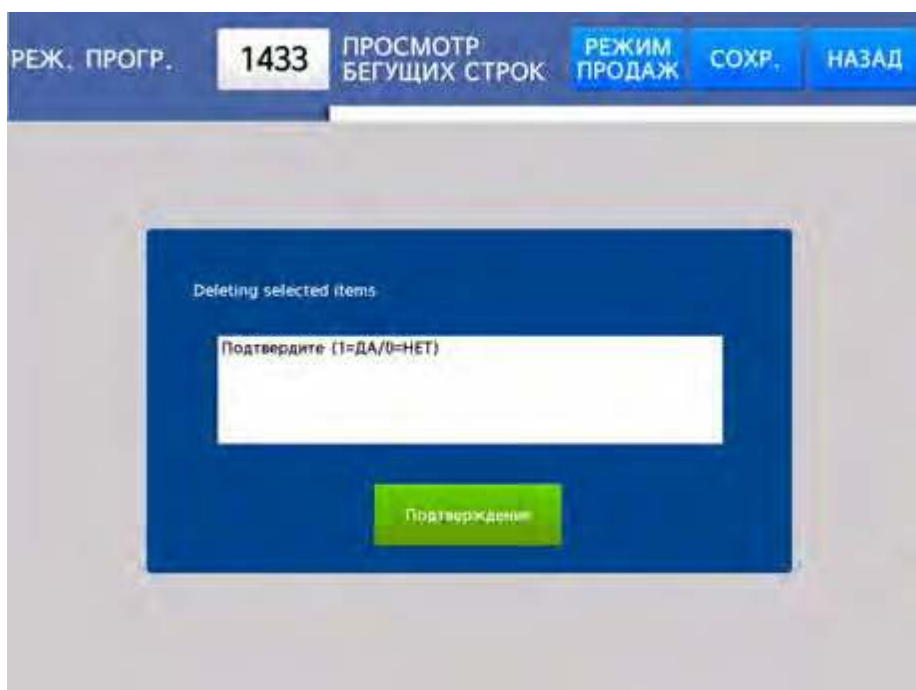 РЕЖ. ПРОГР.
1433
ПРОСМОТР
БЕГУЩИХ СТРОК
РЕЖИМ
ПРОДАЖ
СОХР.
НАЗАД
Deleting selected items
Подтвердите (1=ДА/0=НЕТ)
Подтверждение